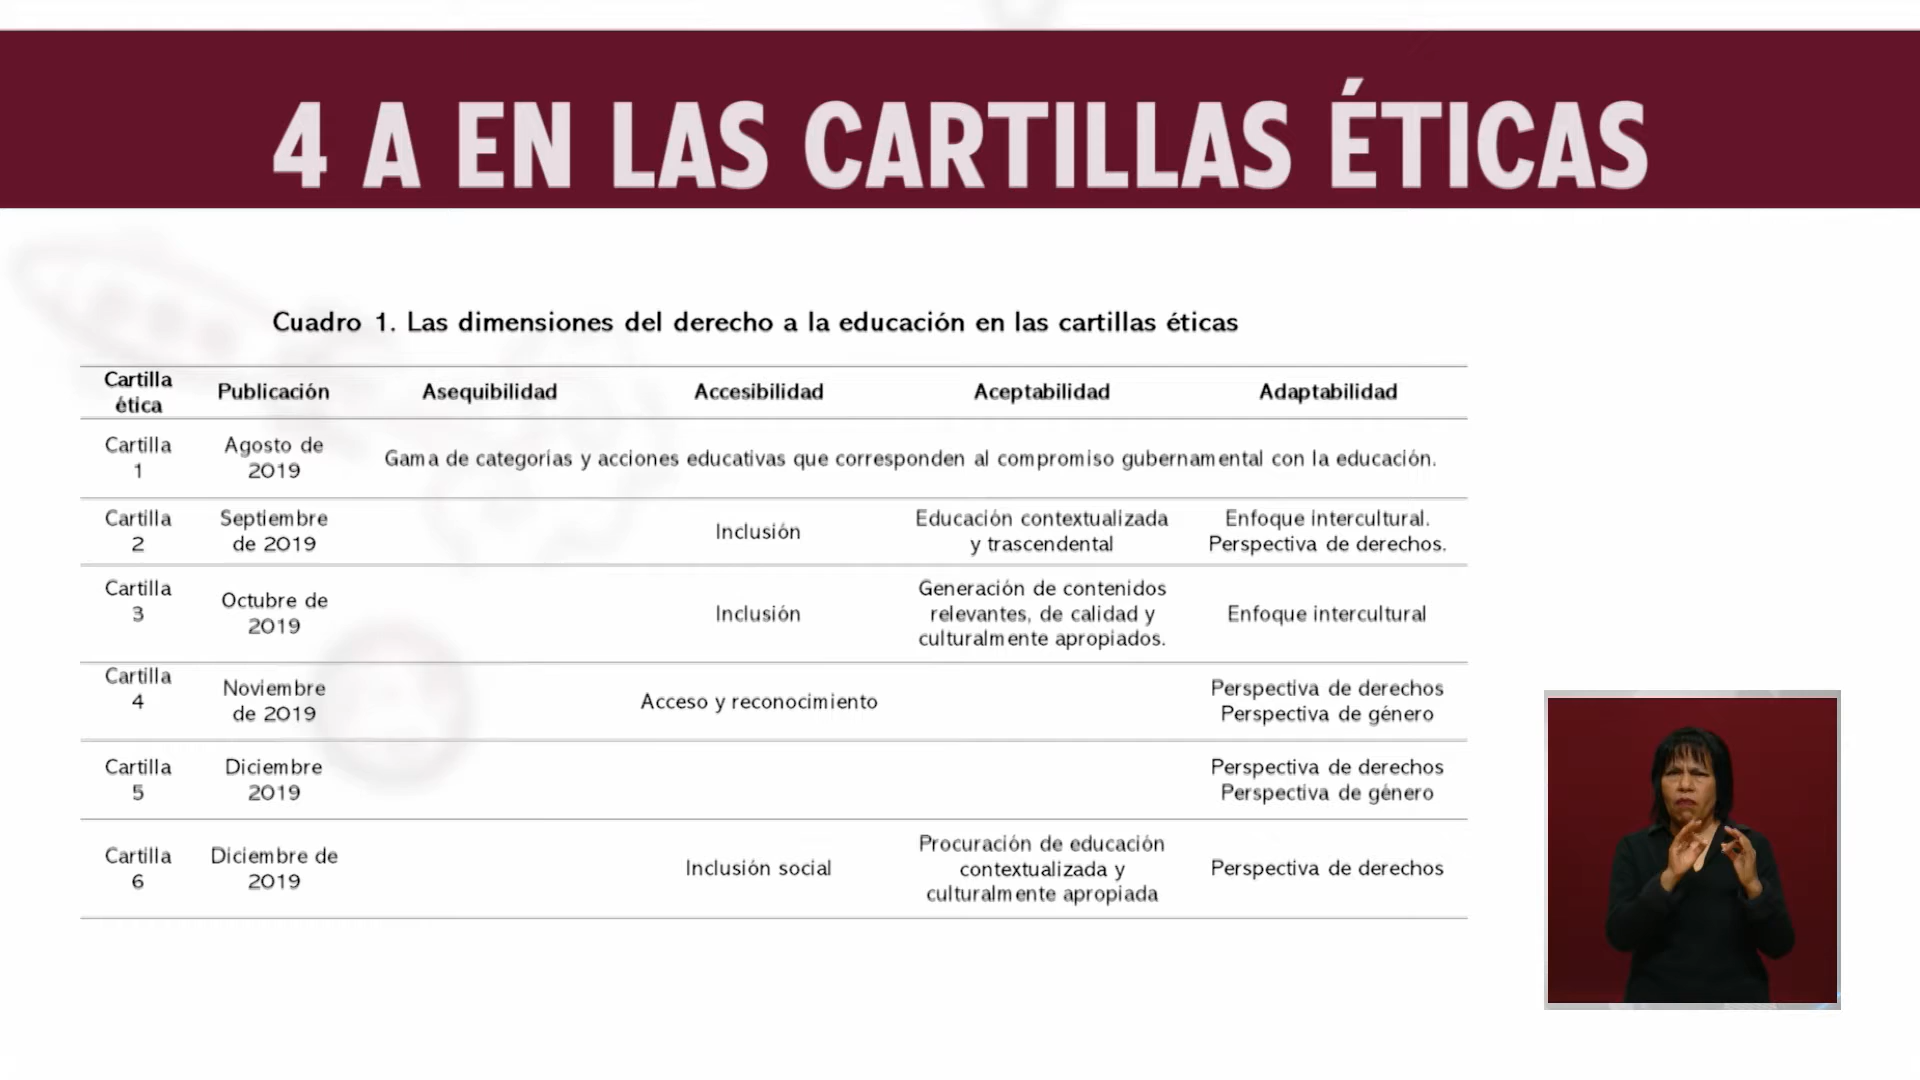 4 A EN LAS CARTILLAS ÉTICAS
Cuadro 1. Las dimensiones del derecho a la educación en las cartillas éticas
Cartilla ética Publicación Asequibilidad Accesibilidad Aceptabilidad Adaptabilidad
Cartilla 1 Agosto de 2019 Gama de categorías y acciones educativas que corresponden al compromiso gubernamental con la educación.
Cartilla 2 Septiembre de 2019 Inclusión Educación contextualizada y trascendental Enfoque intercultural. Perspectiva de derechos.
Cartilla 3 Octubre de 2019 Inclusión Generación de contenidos relevantes, de calidad y culturalmente apropiados. Enfoque intercultural
Cartilla 4 Noviembre de 2019 Acceso y reconocimiento Perspectiva de derechos Perspectiva de género
Cartilla 5 Diciembre 2019 Perspectiva de derechos Perspectiva de género
Cartilla 6 Diciembre de 2019 Inclusión social Procuración de educación contextualizada y culturalmente apropiada Perspectiva de derechos